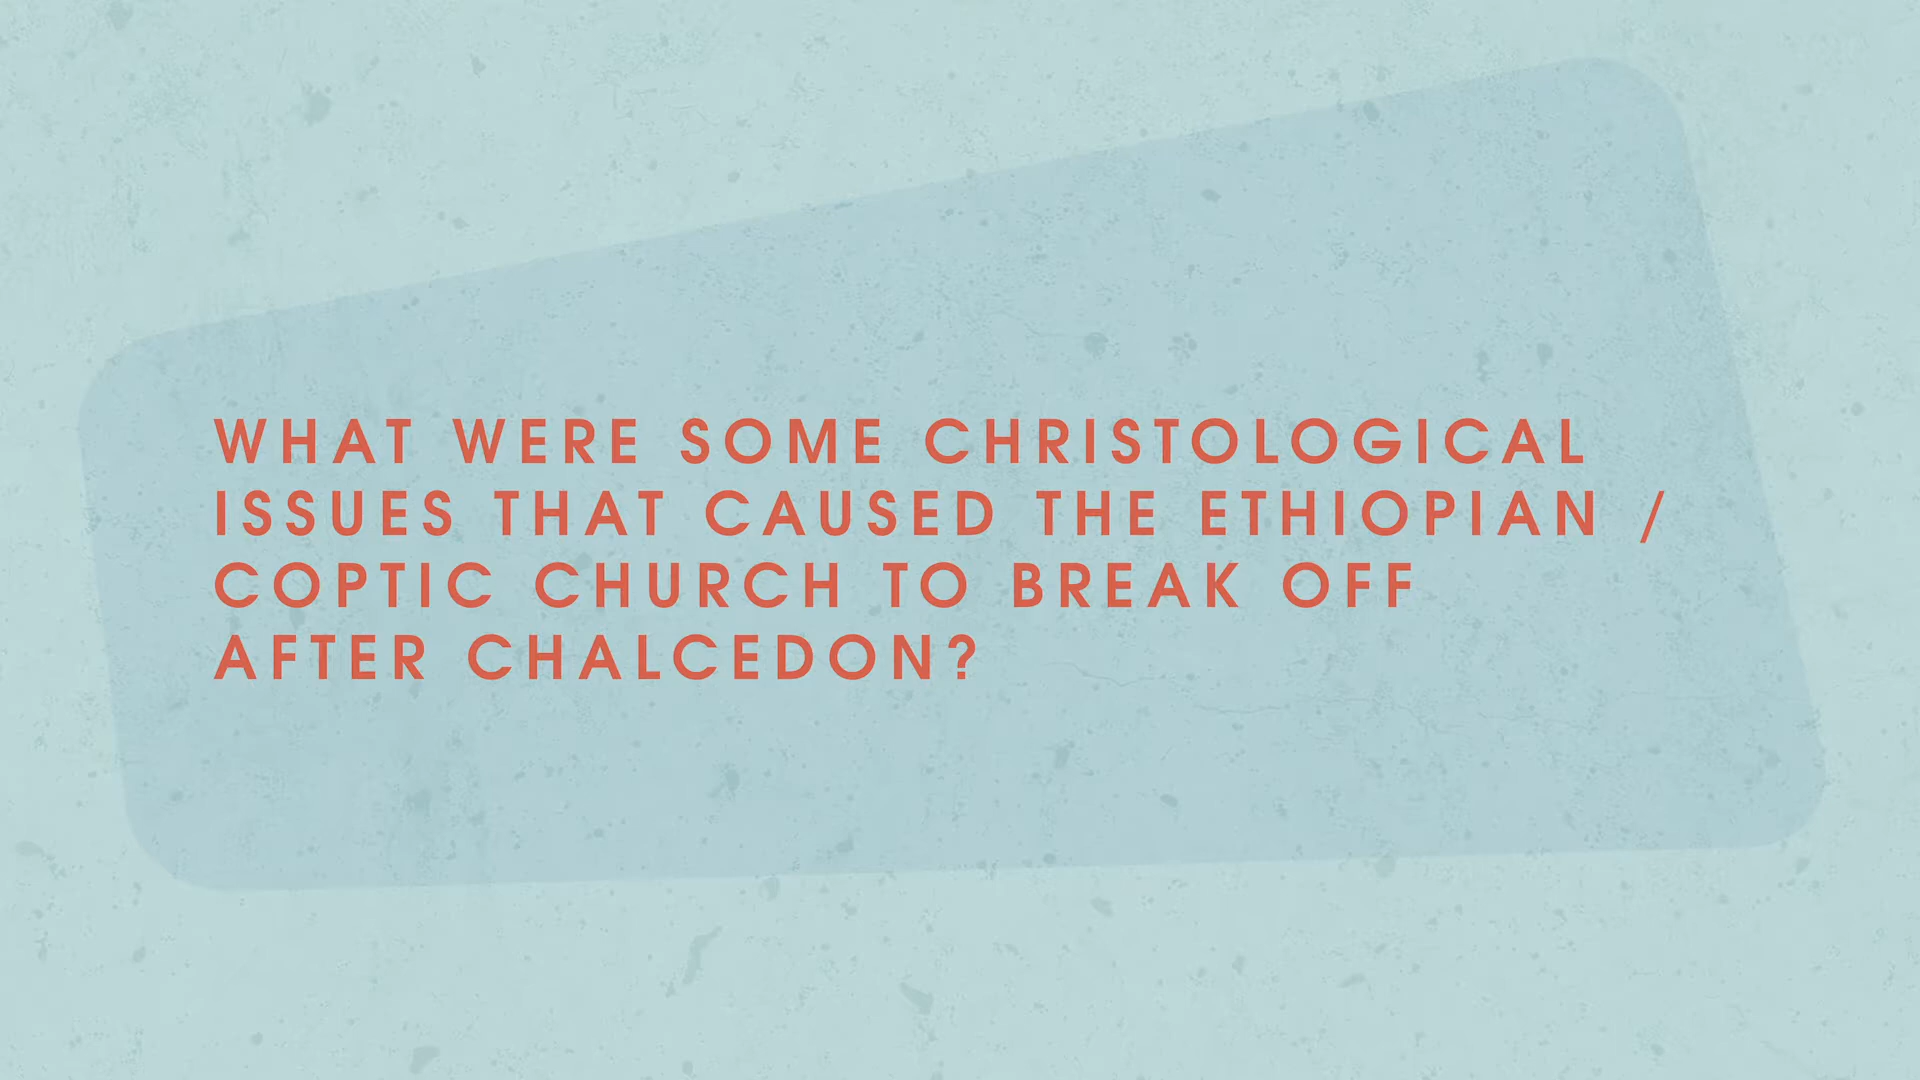 WHAT WERE SOME CHRISTOLOGICAL
ISSUES THAT CAUSED THE ETHIOPIAN /
COPTIC CHURCH TO BREAK OFF
AFTER CHALCEDON?